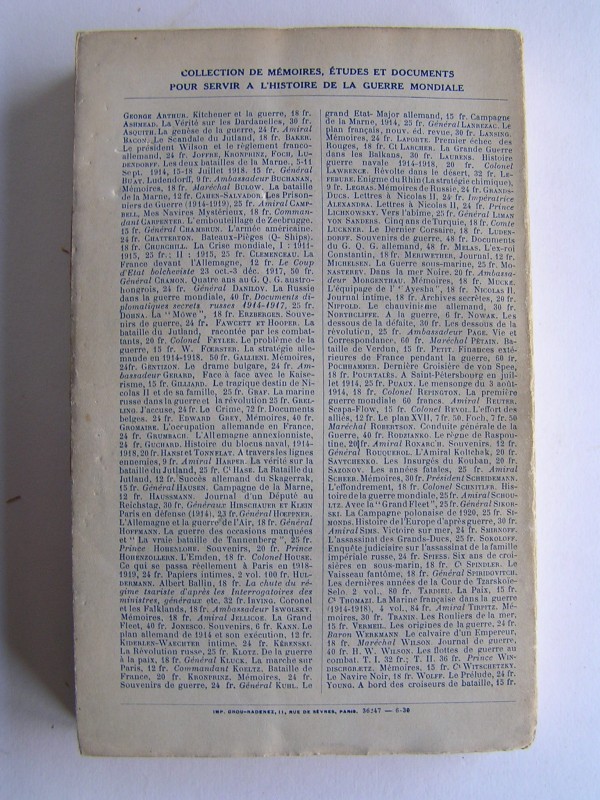 COLLECTION DE MÉMOIRES, ÉTUDES ET DOCUMENTS
POUR SERVIR A L'HISTOIRE DE LA GUERRE MONDIALE
GEORGE ARTHUR. Kitchener et la guerre, 18 fr.
ASHMEAD. La Vérité sur les Dardanelles, 30 fr.
ASQUITH. La genèse de la guerre, 24 fr. Amiral
BACON. Le Scandale du Jutland, 18 fr. BAKER.
Le président Wilson et le règlement franco-
allemand, 24 fr. JOFFRE, KRONPRINZ, FOCH, LU-
DENDORFF. Les deux batailles de la Marne, 5-11
Sept. 1914, 15-18 Juillet 1918. 15 fr. Général
BUAT, Ludendorff, 9 fr. Ambassadeur BUCHANAN,
Mémoires, 18 fr. Maréchal BULOW. La bataille
de la Marne, 12 fr. CAHEN-SALVADOR. Les Prison-
niers de Guerre (1914-1919), 25 fr. Amiral CAMP-
BELL, Mes Navires Mystérieux, 18 fr. Comman-
dant CARPENTER. L'embouteillage de Zeebrugge,
15 fr. Général CHAMBRUN. L'armée américaine.
24 fr. CHATTERTON. Bateaux-Pièges (Q- Ships).
18 fr. CHURCHILL. La Crise mondiale, I : 1911-
1915, 25 fr.; II : 1915, 25 fr. CLEMENCEAU. La
France devant l'Allemagne, 12 fr. Le Coup
d'Etat bolcheviste 23 oct.-3 déc. 1917, 50 fr.
Général CRAMON, Quatre ans au G. Q. G. austro-
hongrois, 24 fr. Général DANILOV. La Russie
dans la guerre mondiale, 40 fr. Documents di-
plomatiques secrets russes 1914-1917, 25 fr.
DOHNA. La "Möwe", 18 fr. ERZBERGER. Souve-
nirs de guerre, 24 fr. FAWCETT ET HOOPER. La
bataille du Jutland, racontée par les combat-
tants, 20 fr. Colonel FEYLER. Le problème de la
guerre, 15 fr. W. FŒRSTER. La stratégie alle-
mande en 1914-1918. 50 fr. GALLIENI. Mémoires,
24fr. GENTIZON. Le drame bulgare, 24 fr. Am-
bassadeur GERARD, Face à face avec le Kaise-
risme, 15 fr. GILLIARD. Le tragique destin de Ni-
colas II et de sa famille, 25 fr. GRAF. La marine
russe dans la guerre et la révolution 25 fr. GREL-
LING. J'accuse, 24 fr. Le Crime, 72 fr. Documents
belges. 24 fr. EDWARD GREY, Mémoires, 40 fr.
GROMAIRE. L'occupation allemande en France,
24 fr. GRUMBACH. L'Allemagne annexionniste,
24 fr. GUICHARD. Histoire du blocus naval, 1914-
1918, 20 fr. HANSI ET TONNELAT. A travers les lignes
ennemies, 9 fr. Amiral HARPER. La vérité sur la
bataille du Jutland, 25 fr. Cᵗ HASE. La Bataille du
Jutland, 12 fr. Succès allemand du Skagerrak,
15 fr. Général HAUSEN. Campagne de la Marne,
12 fr. HAUSSMANN. Journal d'un Député au
Reichstag, 30 fr. Généraux HIRSCHAUER ET KLEIN
Paris en défense (1914), 23 fr. Général HŒPFNER.
L'Allemagne et la guerre de l'Air, 18 fr. Général
HOFFMANN. La guerre des occasions manquées
et "La vraie bataille de Tannenberg", 25 fr.
Prince HOHENLOHE. Souvenirs, 20 fr. Prince
HOHENZOLLERN. L'Emden, 18 fr. Colonel HOUSE.
Ce qui se passa réellement à Paris en 1918-
1919, 24 fr. Papiers intimes, 2 vol. 100 fr. HUL-
DERMANN. Albert Ballin, 18 fr. La chute du ré-
gime tsariste d'après les Interrogatoires des
ministres, généraux etc. 32 fr. IRVING. Coronel
et les Falklands, 18 fr. Ambassadeur ISWOLSKY.
Mémoires, 18 fr. Amiral JELLICOE. La Grand
Fleet, 40 fr. JONESCO. Souvenirs, 6 fr. KANN. Le
plan allemand de 1914 et son exécution, 12 fr.
KIDERLEN-WAECHTER intime, 24 fr. KÉRENSKI.
La Révolution russe, 25 fr. KLOTZ. De la guerre
à la paix, 18 fr. Général KLUCK. La marche sur
Paris, 12 fr. Commandant KOELTZ. Bataille de
France, 20 fr. KRONPRINZ. Mémoires, 24 fr.
Souvenirs de guerre, 24 fr. Général KUHL. Le
grand Etat- Major allemand, 15 fr. Campagne
de la Marne, 1914, 25 fr. Général LANREZAC. Le
plan français, nouv. éd. revue, 30 fr. LANSING.
Mémoires, 24 fr. LAPORTE. Premier échec des
Rouges, 18 fr. Cᵗ LARCHER. La Grande Guerre
dans les Balkans, 30 fr. LAURENS. Histoire
guerre navale 1914-1918, 20 fr. Colonel
LAWRENCE. Révolte dans le désert, 32 fr. LE-
FEBURE. Enigme du Rhin (La stratégie chimique),
9 fr. LEGRAS. Mémoires de Russie, 24 fr. GRANDS-
DUCS. Lettres à Nicolas II, 24 fr. Impératrice
ALEXANDRA. Lettres à Nicolas II, 24 fr. Prince
LICHNOWSKY. Vers l'abîme, 25 fr. Général LIMAN
VON SANDERS. Cinq ans de Turquie, 18 fr. Comte
LUCKNER. Le Dernier Corsaire, 18 fr. LUDEN-
DORFF. Souvenirs de guerre, 48 fr. Documents
du G. Q. G. allemand, 48 fr. MELAS. L'ex-roi
Constantin, 18 fr. MERIWETHER, Journal, 12 fr.
MICHELSEN. La Guerre sous-marine, 25 fr. MO-
NASTEREV. Dans la mer Noire. 20 fr. Ambassa-
deur MORGENTHAU. Mémoires, 18 fr. MUCKE.
L'équipage de l'"Ayesha", 18 fr. NICOLAS II,
Journal intime, 18 fr. Archives secrètes, 20 fr.
NIPPOLD. Le chauvinisme allemand, 30 fr.
NORTHCLIFFE. A la guerre, 6 fr. NOWAK. Les
dessous de la défaite, 30 fr. Les dessous de la
révolution, 25 fr. Ambassadeur PAGE. Vie et
Correspondance, 60 fr. Maréchal PÉTAIN. Ba-
taille de Verdun, 15 fr. PETIT. Finances exté-
rieures de France pendant la guerre, 60 fr.
POCHHAMMER. Dernière Croisière de von Spee,
18 fr. POURTALÈS. A Saint-Pétersbourg en juil-
let 1914, 25 fr. PUAUX. Le mensonge du 3 août
1914, 18 fr. Colonel REPINGTON. La première
guerre mondiale 60 francs. Amiral REUTER,
Scapa-Flow, 15 fr. Colonel REVOL. L'effort des
alliés, 12 fr. Le plan XVII, 7 fr. 50. Foch, 7 fr. 50
Maréchal ROBERTSON. Conduite générale de la
Guerre, 40 fr. RODZIANKO. Le règne de Raspou-
tine, 20 fr. Amiral RONARC'H. Souvenirs. 12 fr.
Général ROUQUEROL. L'Amiral Koltchak, 20 fr.
SAVTCHENKO. Les Insurgés du Kouban, 20 fr.
SAZONOV. Les années fatales, 25 fr. Amiral
SCHEER. Mémoires, 30 fr. Président SCHEIDEMANN.
L'effondrement, 18 fr. Colonel SCHETTLER. His-
toire de la guerre mondiale, 25 fr. Amiral SCHOUL-
TZ. Avec la "Grand Fleet", 25 fr. Général SIKOR-
SKI. La Campagne polonaise de 1920, 25 fr. SI-
MONDS. Histoire de l'Europe d'après guerre, 30 fr.
Amiral SIMS. Victoire sur mer, 24 fr. SMIRNOFF.
L'assassinat des Grands-Ducs, 25 fr. SOKOLOFF.
Enquête judiciaire sur l'assassinat de la famille
impériale russe, 24 fr. SPIESS. Six ans de croisi-
ères en sous-marin, 18 fr. Cᵗ SPINDLER. Le
Vaisseau fantôme, 18 fr. Général SPIRIDOVITCH.
Les dernières années de la Cour de Tzarskoïe-
Selo. 2 vol. 80 fr. TARDIEU. La Paix, 15 fr.
Cᵗ THOMAZI. La Marine française dans la guerre
(1914-1918), 4 vol., 84 fr. Amiral TIRPITZ. Mé-
moires, 30 fr. TRANIN. Les Rouliers de la mer,
15 fr. VERMEIL. Les origines de la guerre, 24 fr.
Baron WERKMANN Le calvaire d'un Empereur,
18 fr. Maréchal WILSON. Journal de guerre,
40 fr. H. W. WILSON. Les flottes de guerre au
combat. T. I. 32 fr.; T. II. 36 fr. Prince WIN-
DISCHGRÆTZ. Mémoires, 15 fr. Cᵗ WITSCHETZKY.
Le Navire Noir, 18 fr. WOLFF. Le Prélude, 24 fr.
YOUNG. A bord des croiseurs de bataille, 15 fr.
IMP. CROU-RADENEZ, 11, RUE DE SÈVRES, PARIS. 36247 — 6-30